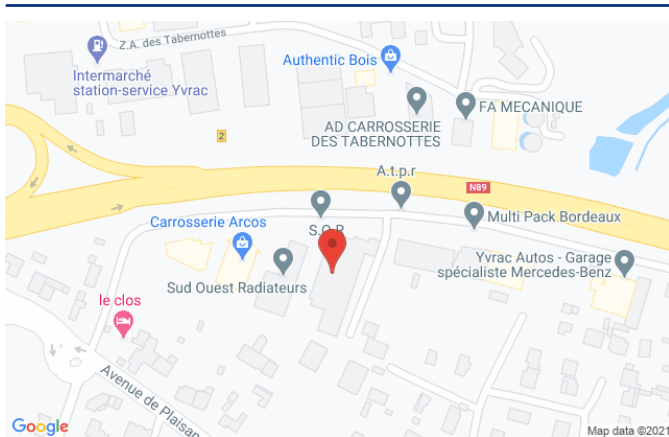 Z.A. des Tabernottes
Intermarché
station-service Yvrac
Authentic Bois
FA MECANIQUE
AD CARROSSERIE
DES TABERNOTTES
2
A.t.p.r
N89
Multi Pack Bordeaux
S.O.R
Carrosserie Arcos
Yvrac Autos - Garage
spécialiste Mercedes-Benz
Sud Ouest Radiateurs
le clos
Avenue de Plaisan
Google
Map data ©2021